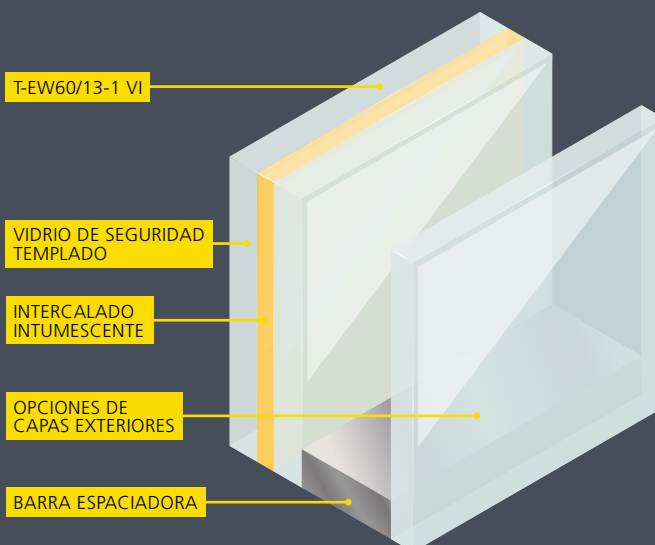 T-EW60/13-1 VI
VIDRIO DE SEGURIDAD
TEMPLADO
INTERCALADO
INTUMESCENTE
OPCIONES DE
CAPAS EXTERIORES
BARRA ESPACIADORA